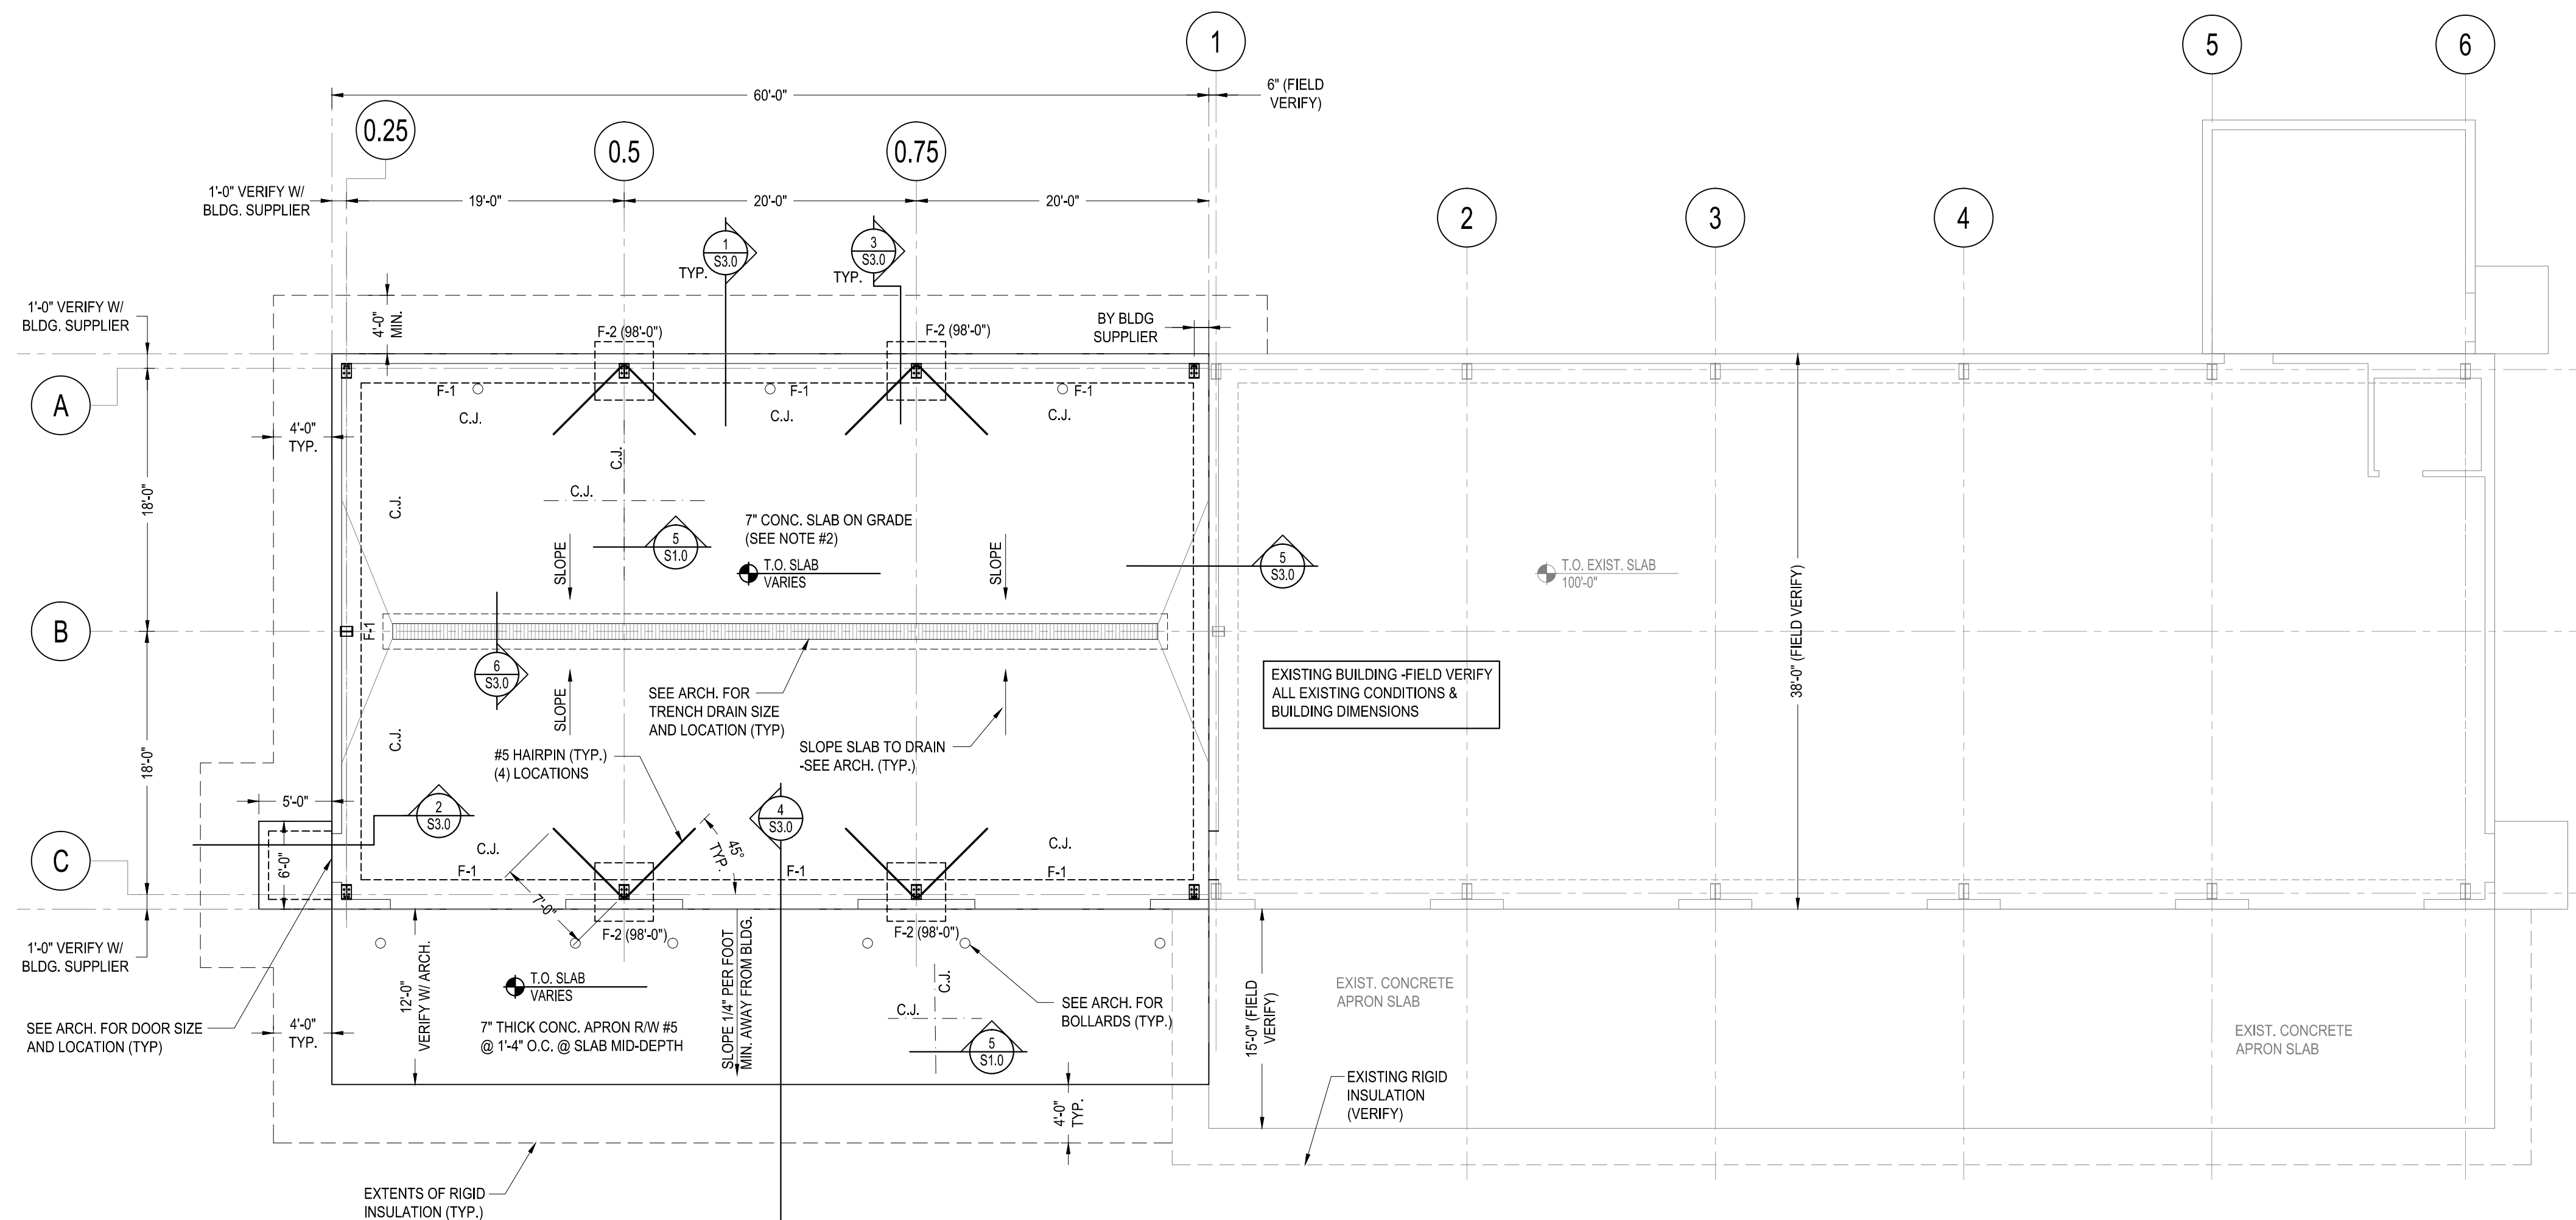 1
5
6
60'-0"
6" (FIELD
VERIFY)
0.25
0.5
0.75
1'-0" VERIFY W/
BLDG. SUPPLIER
19'-0"
20'-0"
20'-0"
2
3
4
1
S3.0
TYP.
3
S3.0
TYP.
1'-0" VERIFY W/
BLDG. SUPPLIER
4'-0"
MIN.
F-2 (98'-0")
F-2 (98'-0")
BY BLDG
SUPPLIER
A
F-1
F-1
F-1
C.J.
C.J.
C.J.
4'-0"
TYP.
C.J.
C.J.
C.J.
18'-0"
7" CONC. SLAB ON GRADE
(SEE NOTE #2)
5
S1.0
SLOPE
T.O. SLAB
VARIES
SLOPE
5
S3.0
T.O. EXIST. SLAB
100'-0"
38'-0" (FIELD VERIFY)
B
F-1
6
S3.0
SLOPE
SEE ARCH. FOR
TRENCH DRAIN SIZE
AND LOCATION (TYP)
EXISTING BUILDING -FIELD VERIFY
ALL EXISTING CONDITIONS &
BUILDING DIMENSIONS
C.J.
18'-0"
#5 HAIRPIN (TYP.)
(4) LOCATIONS
SLOPE SLAB TO DRAIN
-SEE ARCH. (TYP.)
5'-0"
2
S3.0
4
S3.0
45°
TYP.
C
6'-0"
C.J.
C.J.
F-1
F-1
F-1
7'-0"
F-2 (98'-0")
F-2 (98'-0")
1'-0" VERIFY W/
BLDG. SUPPLIER
12'-0"
VERIFY W/ ARCH.
T.O. SLAB
VARIES
SLOPE 1/4" PER FOOT
MIN. AWAY FROM BLDG.
C.J.
C.J.
SEE ARCH. FOR
BOLLARDS (TYP.)
15'-0" (FIELD
VERIFY)
EXIST. CONCRETE
APRON SLAB
SEE ARCH. FOR DOOR SIZE
AND LOCATION (TYP)
4'-0"
TYP.
7" THICK CONC. APRON R/W #5
@ 1'-4" O.C. @ SLAB MID-DEPTH
5
S1.0
EXIST. CONCRETE
APRON SLAB
4'-0"
TYP.
EXISTING RIGID
INSULATION
(VERIFY)
EXTENTS OF RIGID
INSULATION (TYP.)